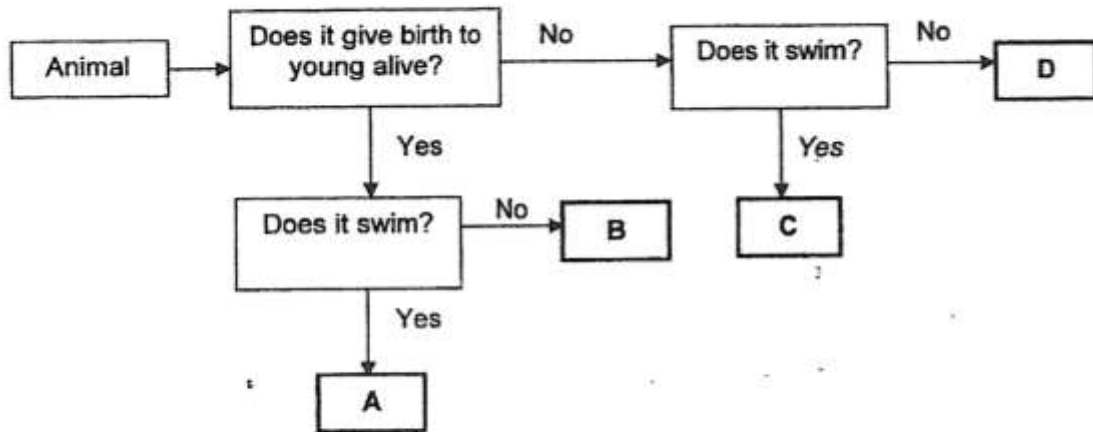 Animal
Does it give birth to
young alive?
No
Does it swim?
No
D
Yes
Yes
Does it swim?
No
B
C
Yes
A